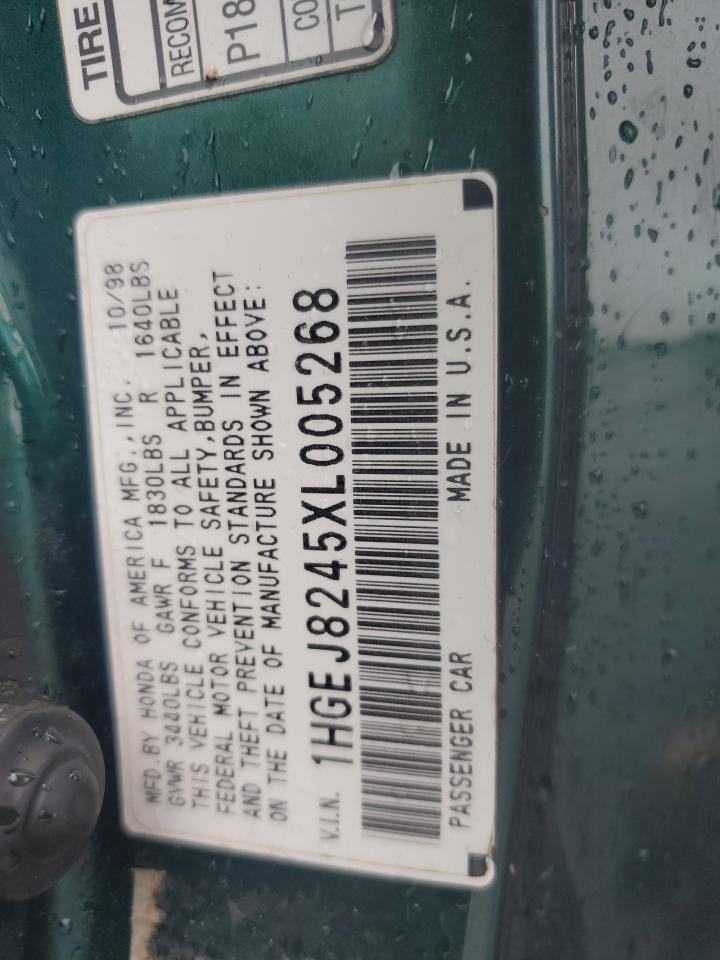 MFD. BY HONDA OF AMERICA MFG., INC. 10/98
GVWR 3440LBS GAWR F 1830LBS R 1640LBS
THIS VEHICLE CONFORMS TO ALL APPLICABLE
FEDERAL MOTOR VEHICLE SAFETY, BUMPER,
AND THEFT PREVENTION STANDARDS IN EFFECT
ON THE DATE OF MANUFACTURE SHOWN ABOVE:
V.I.N. 1HGEJ8245XL005268
PASSENGER CAR MADE IN U.S.A.
TIRE
RECOM
P18
CO
T